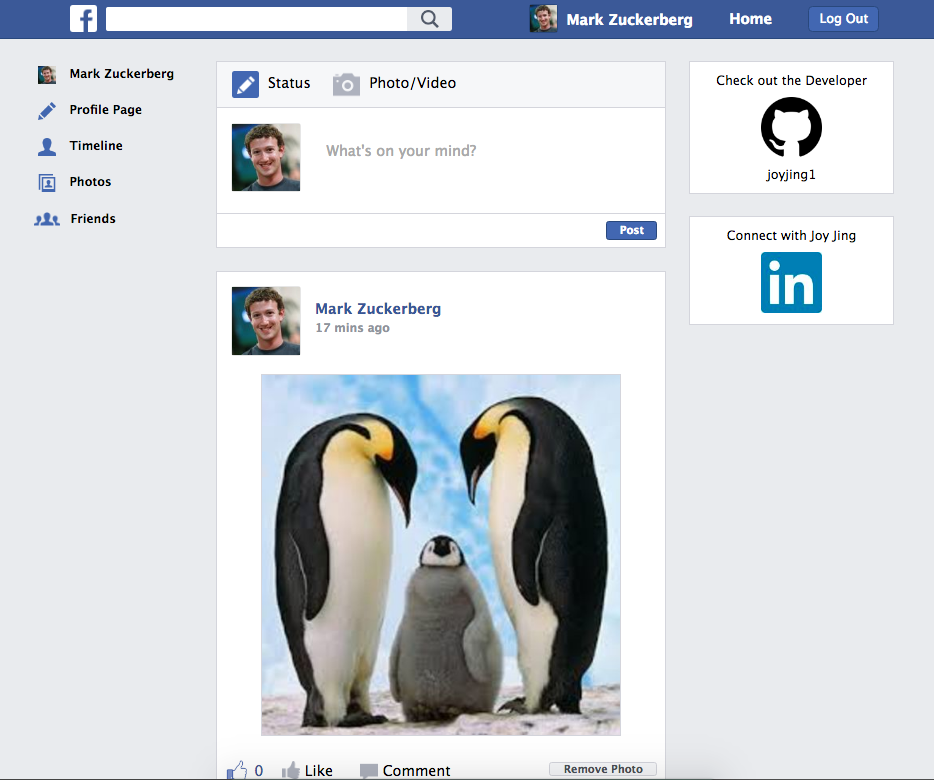 f
Mark Zuckerberg
Home
Log Out
Mark Zuckerberg
Profile Page
Timeline
Photos
Friends
Status
Photo/Video
What's on your mind?
Post
Mark Zuckerberg
17 mins ago
0
Like
Comment
Remove Photo
Check out the Developer
joyjing1
Connect with Joy Jing
in